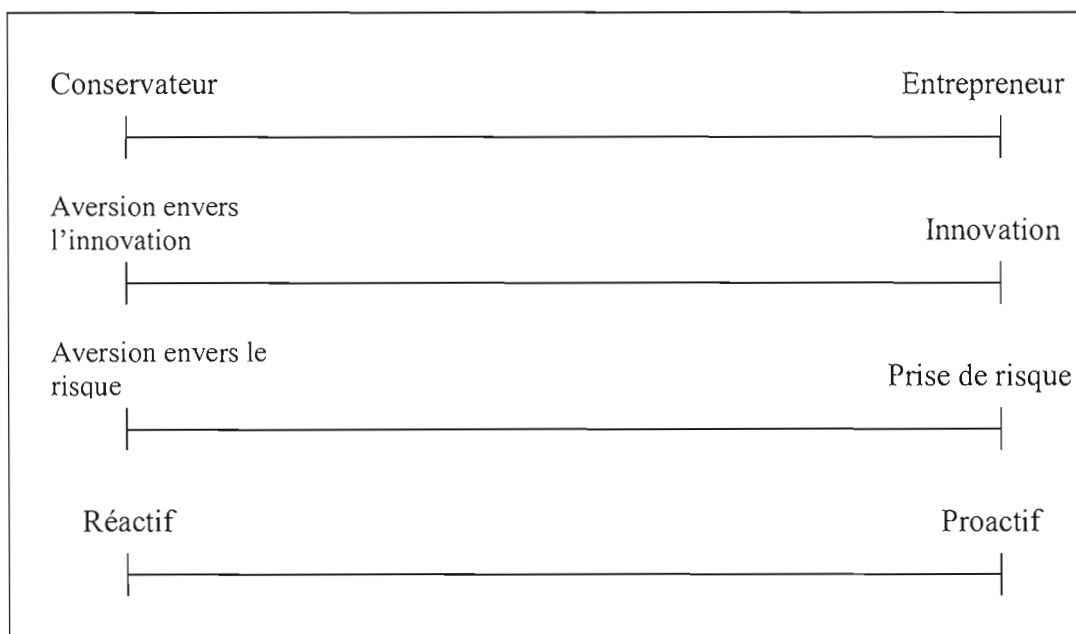 Conservateur
Entrepreneur
Aversion envers
l'innovation
Innovation
Aversion envers le
risque
Prise de risque
Réactif
Proactif